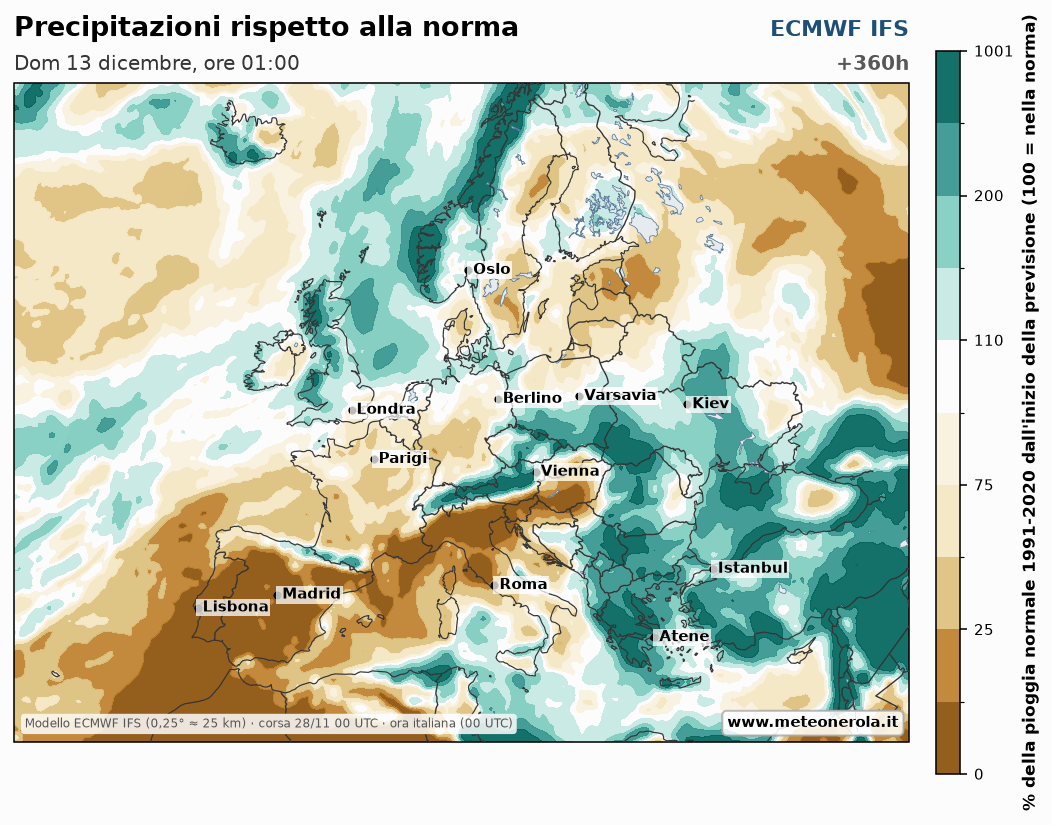 Precipitazioni rispetto alla norma
ECMWF IFS
Dom 13 dicembre, ore 01:00
+360h
Oslo
Londra
Berlino
Varsavia
Kiev
Parigi
Vienna
Istanbul
Madrid
Roma
Lisbona
Atene
Modello ECMWF IFS (0,25° ≈ 25 km) · corsa 28/11 00 UTC · ora italiana (00 UTC)
www.meteonerola.it
1001
200
110
75
25
0
% della pioggia normale 1991-2020 dall'inizio della previsione (100 = nella norma)